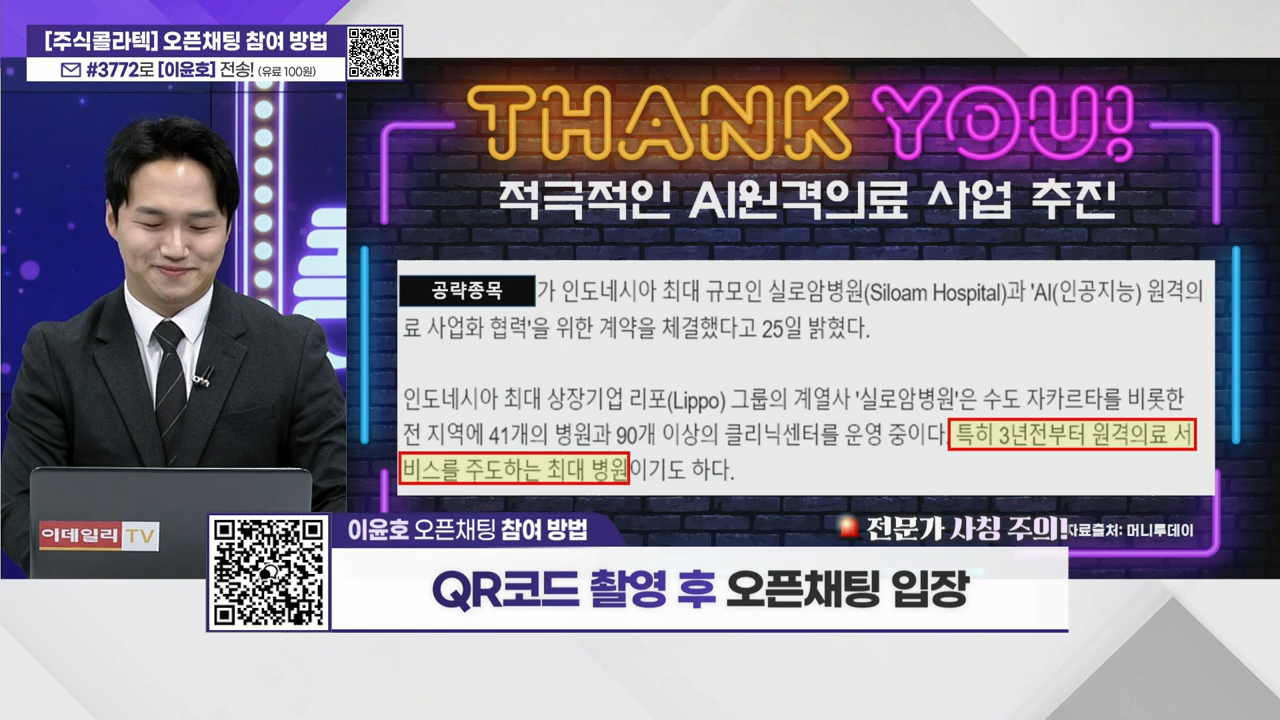 [주식콜라텍] 오픈채팅 참여 방법
#3772로 [이윤호] 전송! (유료 100원)
THANK YOU!
적극적인 AI원격의료 사업 추진
공략종목 가 인도네시아 최대 규모인 실로암병원(Siloam Hospital)과 'AI(인공지능) 원격의
료 사업화 협력'을 위한 계약을 체결했다고 25일 밝혔다.
인도네시아 최대 상장기업 리포(Lippo) 그룹의 계열사 '실로암병원'은 수도 자카르타를 비롯한
전 지역에 41개의 병원과 90개 이상의 클리닉센터를 운영 중이다. 특히 3년전부터 원격의료 서
비스를 주도하는 최대 병원이기도 하다.
이데일리 TV
이윤호 오픈채팅 참여 방법
전문가 사칭 주의!
자료출처: 머니투데이
QR코드 촬영 후 오픈채팅 입장